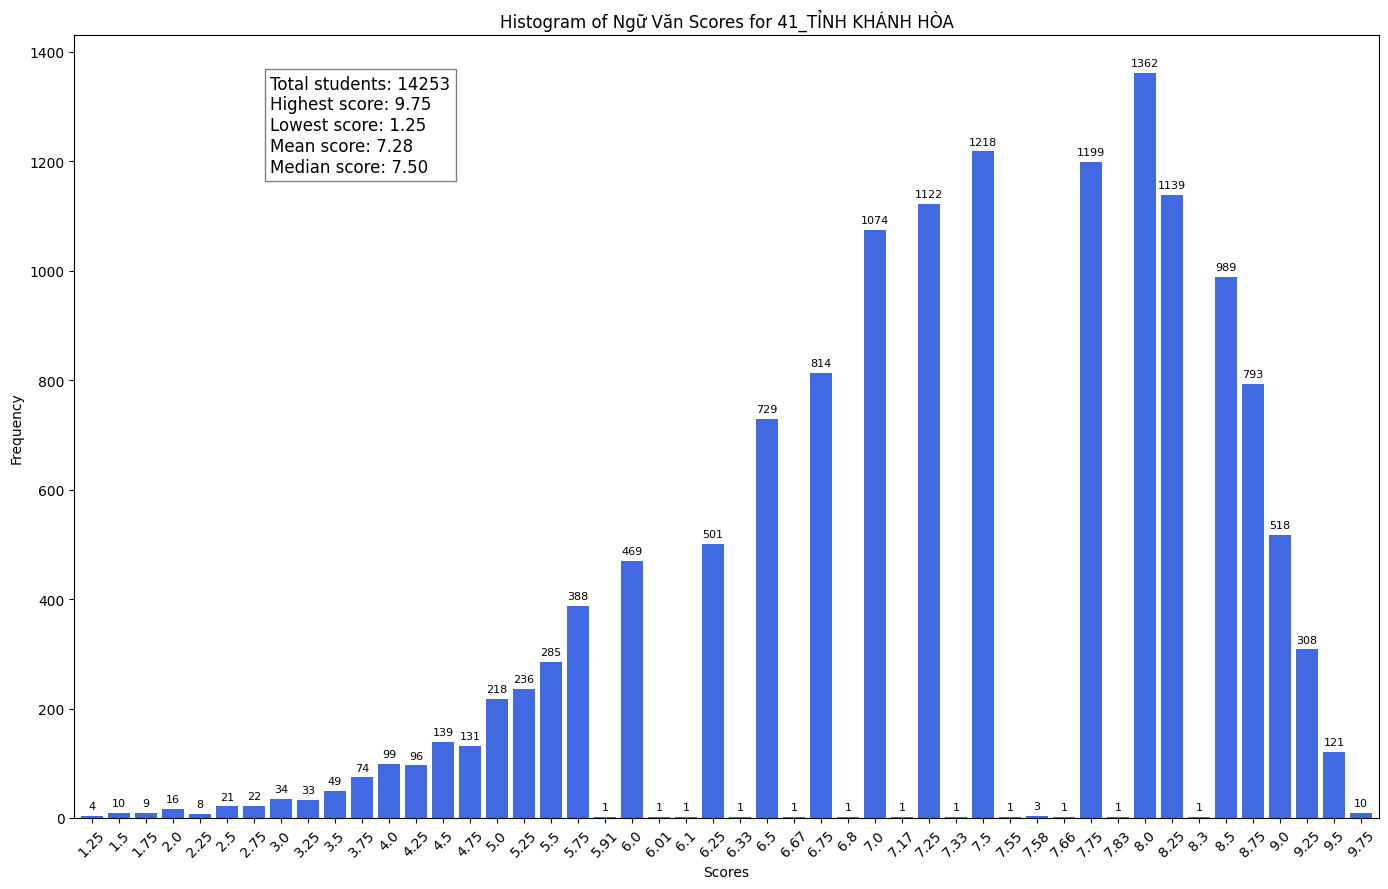 Histogram of Ngữ Văn Scores for 41_TỈNH KHÁNH HÒA
Total students: 14253
Highest score: 9.75
Lowest score: 1.25
Mean score: 7.28
Median score: 7.50
Frequency
1400
1200
1000
800
600
400
200
0
4 10 9 16 8 21 22 34 33 49 74 99 96 139 131 218 236 285 388 1 469 1 1 501 1 729 1 814 1 1074 1 1122 1 1218 1 3 1 1199 1 1362 1139 1 989 793 518 308 121 10
1.25 1.5 1.75 2.0 2.25 2.5 2.75 3.0 3.25 3.5 3.75 4.0 4.25 4.5 4.75 5.0 5.25 5.5 5.75 5.91 6.0 6.01 6.1 6.25 6.33 6.5 6.67 6.75 6.8 7.0 7.17 7.25 7.33 7.5 7.55 7.58 7.66 7.75 7.83 8.0 8.25 8.3 8.5 8.75 9.0 9.25 9.5 9.75
Scores